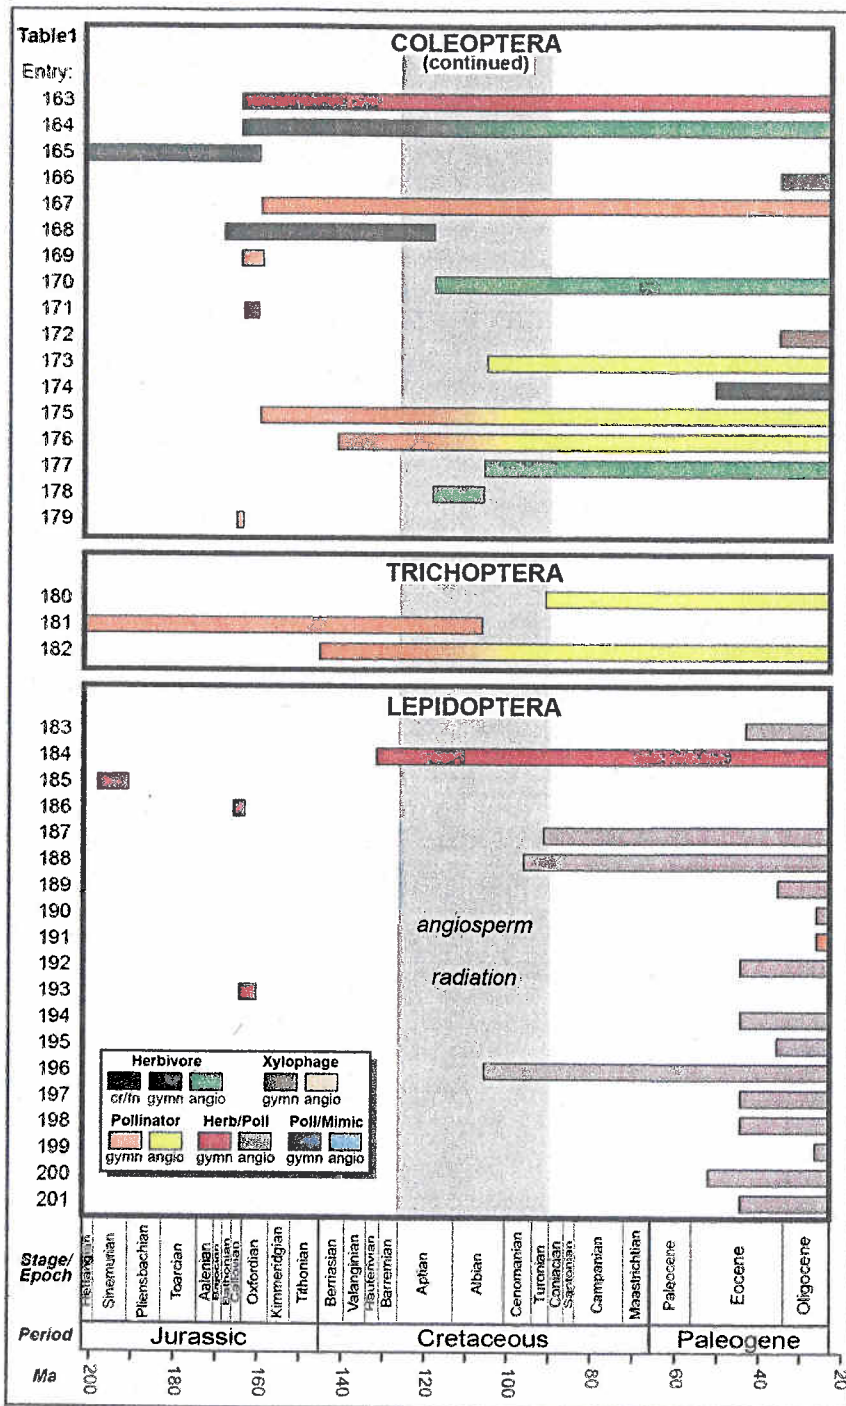 Table1
COLEOPTERA
(continued)
Entry:
163
164
165
166
167
168
169
170
171
172
173
174
175
176
177
178
179
TRICHOPTERA
180
181
182
LEPIDOPTERA
183
184
185
186
187
188
189
190
191
192
193
194
195
196
197
198
199
200
201
angiosperm
radiation
Herbivore Xylophage
cr/fn gymn angio gymn angio
Pollinator Herb/Poll Poll/Mimic
gymn angio gymn angio gymn angio
Stage/
Epoch
Hettangian Sinemurian Pliensbachian Toarcian Aalenian Bajocian Bathonian Callovian Oxfordian Kimmeridgian Tithonian Berriasian Valanginian Hauterivian Barremian Aptian Albian Cenomanian Turonian Coniacian Santonian Campanian Maastrichtian Paleocene Eocene Oligocene
Period Jurassic Cretaceous Paleogene
Ma 200 180 160 140 120 100 80 60 40 20